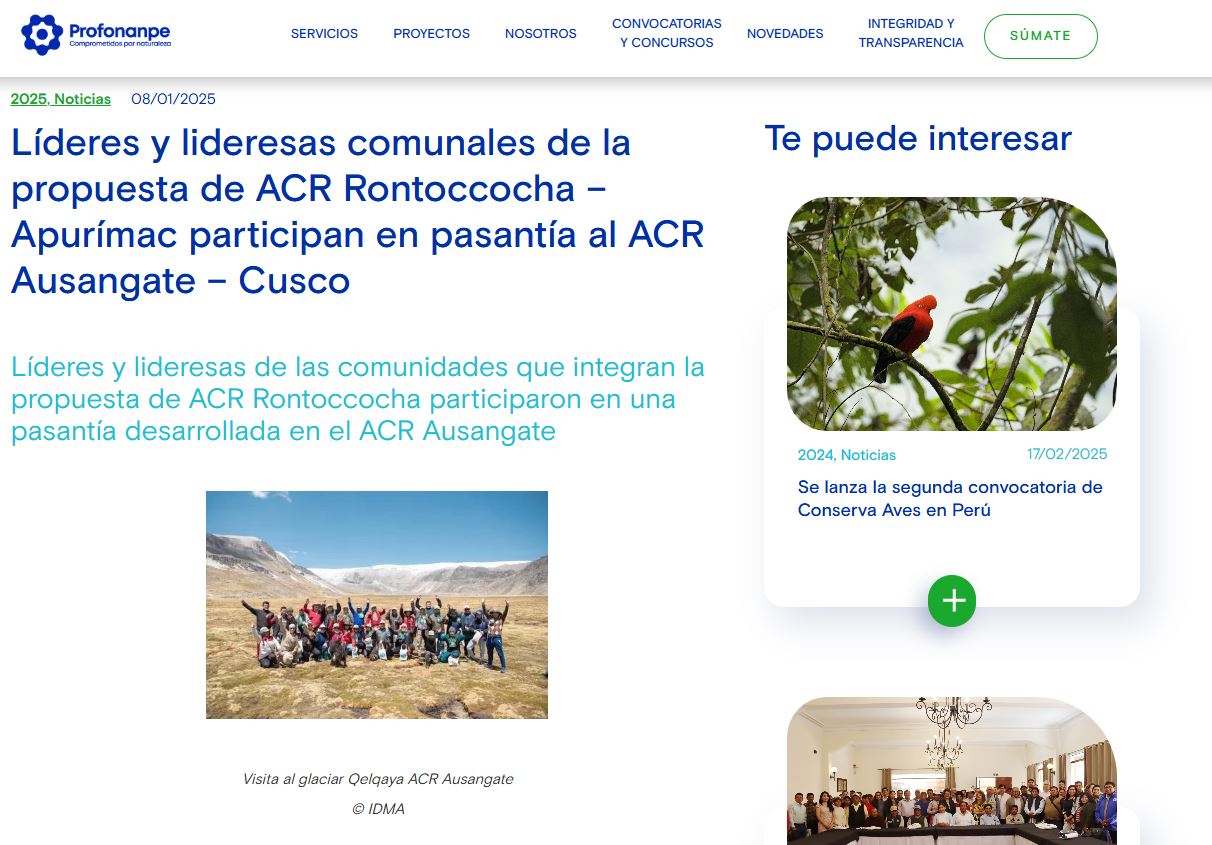 Profonanpe
Comprometidos por naturaleza
SERVICIOS
PROYECTOS
NOSOTROS
CONVOCATORIAS
Y CONCURSOS
NOVEDADES
INTEGRIDAD Y
TRANSPARENCIA
SÚMATE
2025, Noticias 08/01/2025
Líderes y lideresas comunales de la
propuesta de ACR Rontoccocha –
Apurímac participan en pasantía al ACR
Ausangate – Cusco
Líderes y lideresas de las comunidades que integran la
propuesta de ACR Rontoccocha participaron en una
pasantía desarrollada en el ACR Ausangate
Visita al glaciar Qelqaya ACR Ausangate
© IDMA
Te puede interesar
2024, Noticias 17/02/2025
Se lanza la segunda convocatoria de
Conserva Aves en Perú